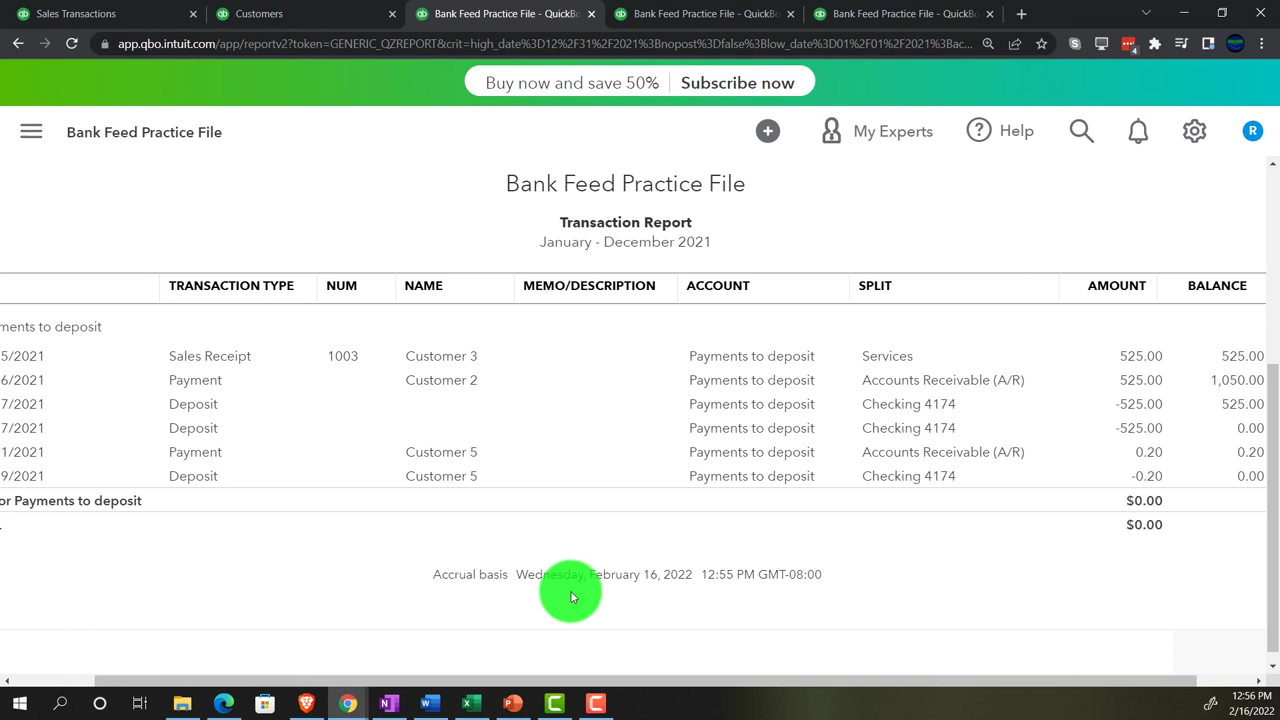 Sales Transactions
Customers
Bank Feed Practice File - QuickBo
Bank Feed Practice File - QuickBo
Bank Feed Practice File - QuickBo
app.qbo.intuit.com/app/reportv2?token=GENERIC_QZREPORT&crit=high_date%3D12%2F31%2F2021%3Bnopost%3Dfalse%3Blow_date%3D01%2F01%2F2021%3Bac...
4
Buy now and save 50% Subscribe now
Bank Feed Practice File
My Experts
Help
R
Bank Feed Practice File
Transaction Report
January - December 2021
TRANSACTION TYPE NUM NAME MEMO/DESCRIPTION ACCOUNT SPLIT AMOUNT BALANCE
ments to deposit
5/2021 Sales Receipt 1003 Customer 3 Payments to deposit Services 525.00 525.00
6/2021 Payment Customer 2 Payments to deposit Accounts Receivable (A/R) 525.00 1,050.00
7/2021 Deposit Payments to deposit Checking 4174 -525.00 525.00
7/2021 Deposit Payments to deposit Checking 4174 -525.00 0.00
1/2021 Payment Customer 5 Payments to deposit Accounts Receivable (A/R) 0.20 0.20
9/2021 Deposit Customer 5 Payments to deposit Checking 4174 -0.20 0.00
or Payments to deposit $0.00
$0.00
Accrual basis Wednesday, February 16, 2022 12:55 PM GMT-08:00
12:56 PM
2/16/2022